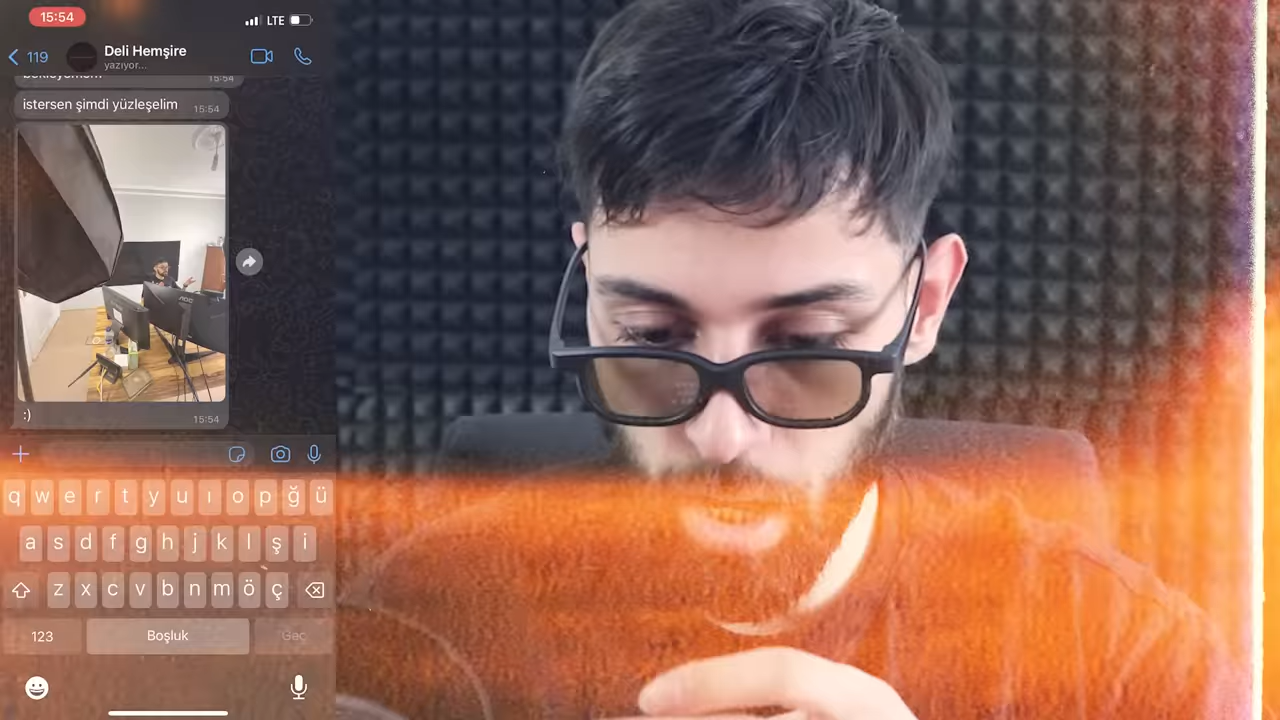 15:54
LTE
119
Deli Hemşire
yazıyor...
bekleyemem
15:54
istersen şimdi yüzleşelim
15:54
:)
15:54
q w e r t y u ı o p ğ ü
a s d f g h j k l ş i
z x c v b n m ö ç
123
Boşluk
Geç